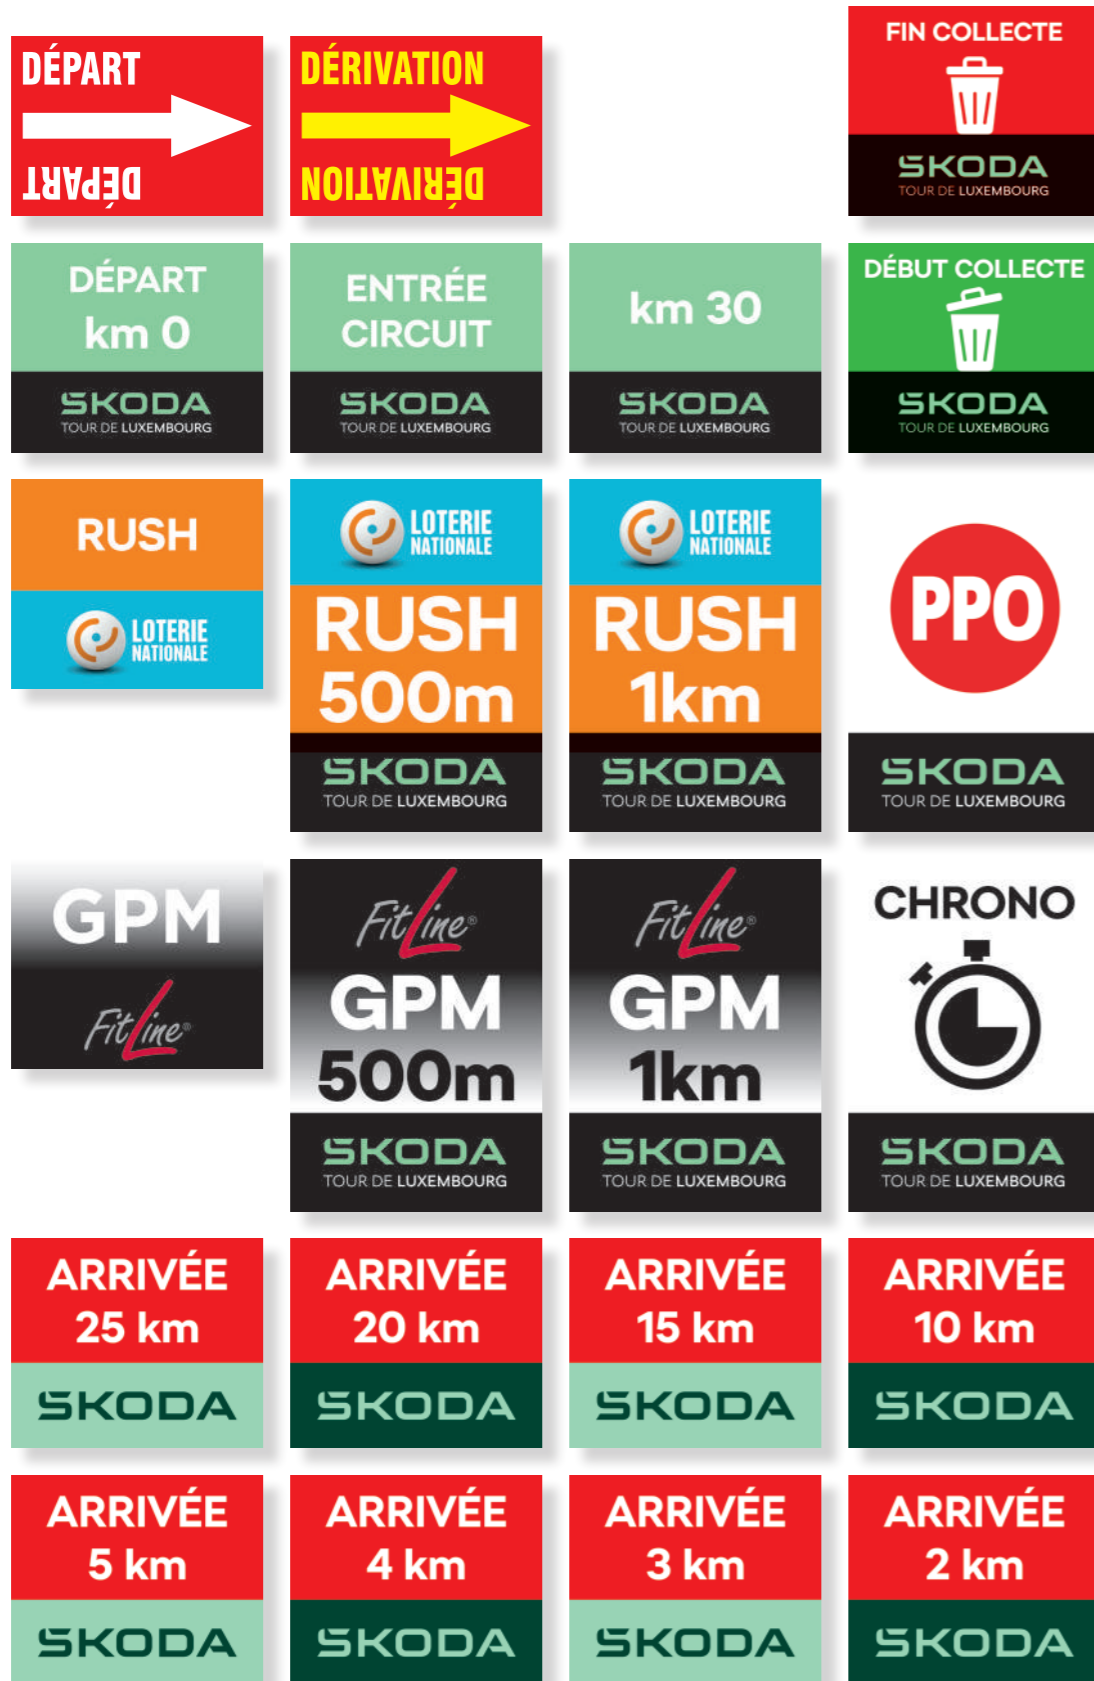 DÉPART
DÉPART
DÉRIVATION
DÉRIVATION
FIN COLLECTE
SKODA
TOUR DE LUXEMBOURG
DÉPART
km 0
SKODA
TOUR DE LUXEMBOURG
ENTRÉE
CIRCUIT
SKODA
TOUR DE LUXEMBOURG
km 30
SKODA
TOUR DE LUXEMBOURG
DÉBUT COLLECTE
SKODA
TOUR DE LUXEMBOURG
RUSH
LOTERIE
NATIONALE
LOTERIE
NATIONALE
RUSH
500m
SKODA
TOUR DE LUXEMBOURG
LOTERIE
NATIONALE
RUSH
1km
SKODA
TOUR DE LUXEMBOURG
PPO
SKODA
TOUR DE LUXEMBOURG
GPM
FitLine®
FitLine®
GPM
500m
SKODA
TOUR DE LUXEMBOURG
FitLine®
GPM
1km
SKODA
TOUR DE LUXEMBOURG
CHRONO
SKODA
TOUR DE LUXEMBOURG
ARRIVÉE
25 km
SKODA
ARRIVÉE
20 km
SKODA
ARRIVÉE
15 km
SKODA
ARRIVÉE
10 km
SKODA
ARRIVÉE
5 km
SKODA
ARRIVÉE
4 km
SKODA
ARRIVÉE
3 km
SKODA
ARRIVÉE
2 km
SKODA